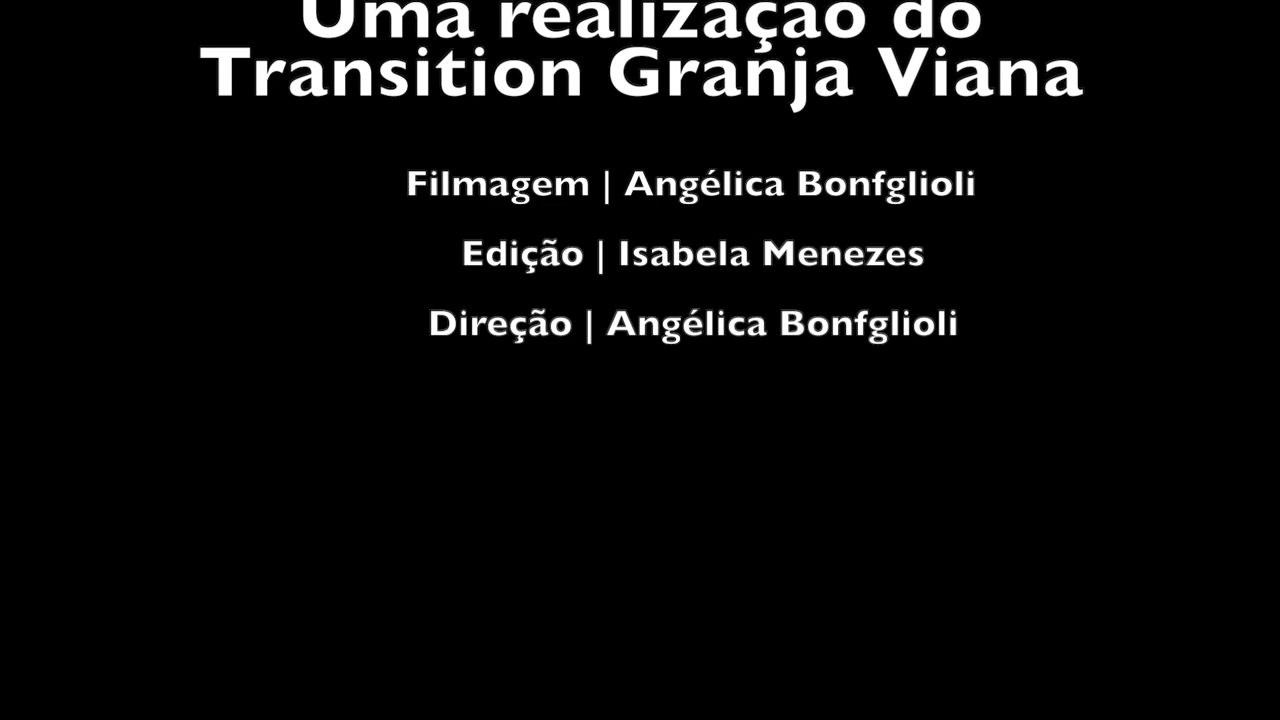 Uma realização do
Transition Granja Viana
Filmagem | Angélica Bonfglioli
Edição | Isabela Menezes
Direção | Angélica Bonfglioli